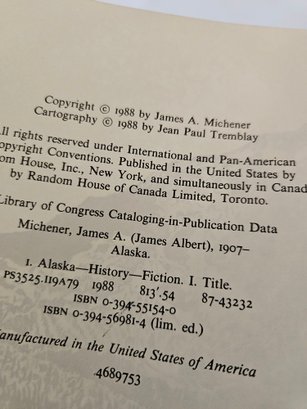 Copyright © 1988 by James A. Michener
Cartography © 1988 by Jean Paul Tremblay
All rights reserved under International and Pan-American
opyright Conventions. Published in the United States by
om House, Inc., New York, and simultaneously in Canad
by Random House of Canada Limited, Toronto.
Library of Congress Cataloging-in-Publication Data
Michener, James A. (James Albert), 1907–
Alaska.
1. Alaska—History—Fiction. I. Title.
PS3525.I19A79 1988 813'.54 87-43232
ISBN 0-394-55154-0
ISBN 0-394-56981-4 (lim. ed.)
Manufactured in the United States of America
.4689753